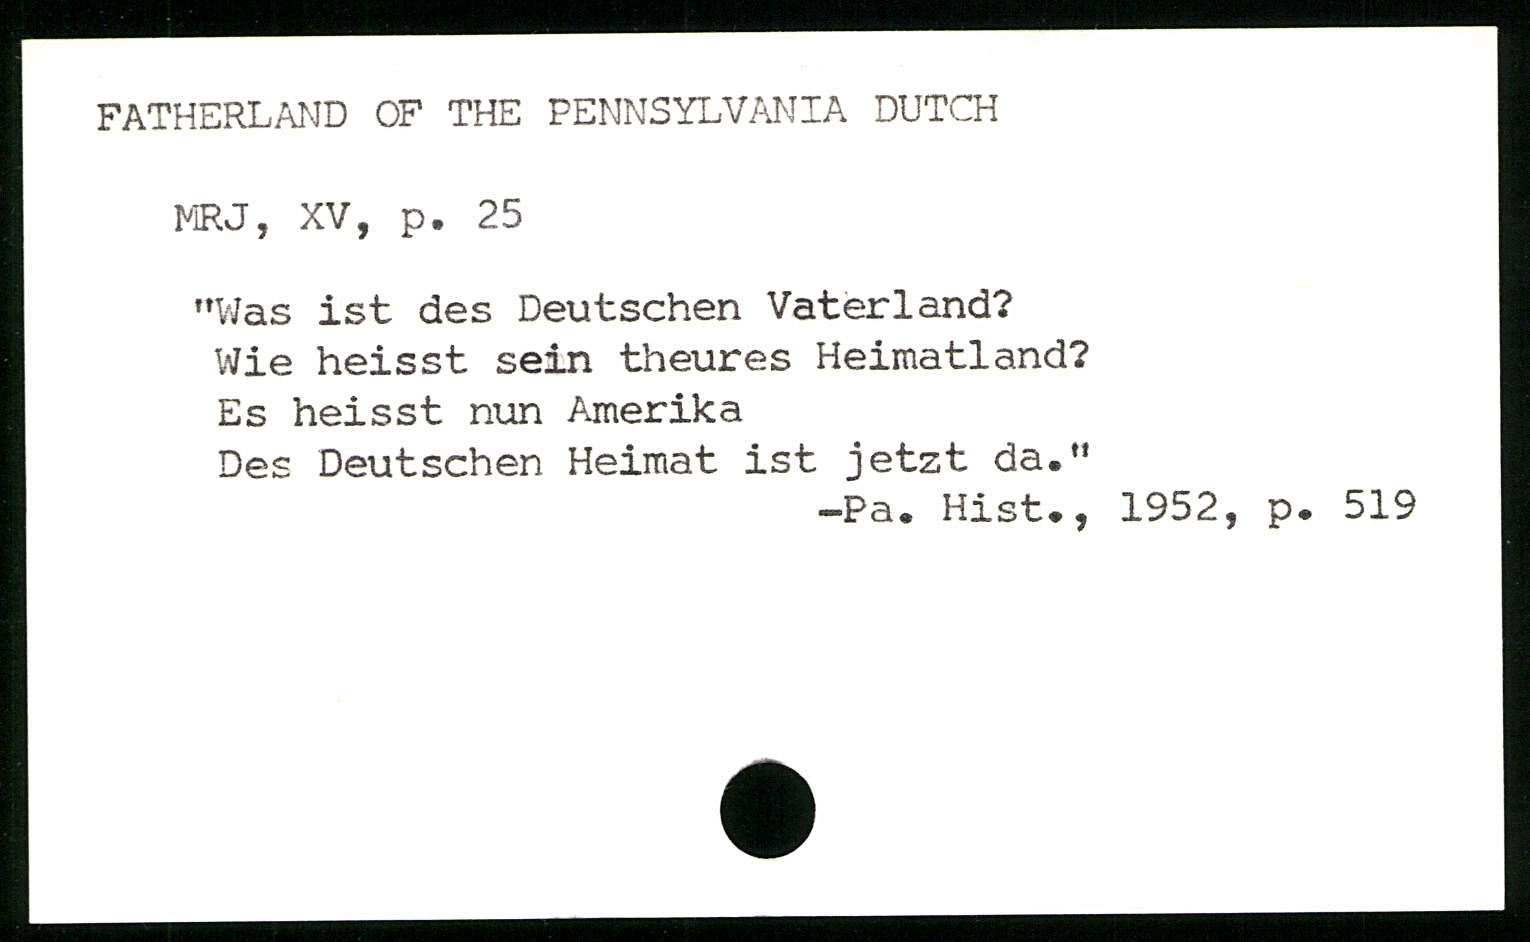 FATHERLAND OF THE PENNSYLVANIA DUTCH
MRJ, XV, p. 25
"Was ist des Deutschen Vaterland?
Wie heisst sein theures Heimatland?
Es heisst nun Amerika
Des Deutschen Heimat ist jetzt da."
-Pa. Hist., 1952, p. 519